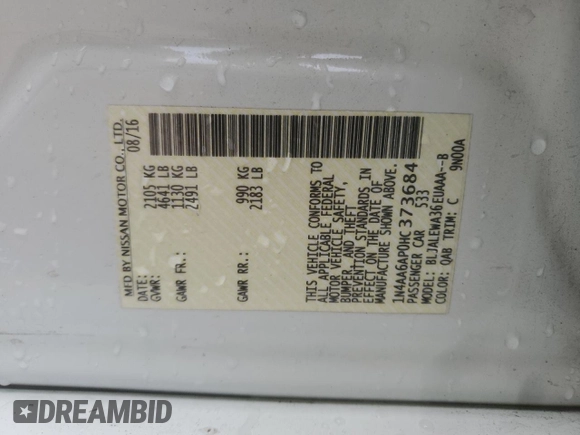 MFD BY NISSAN MOTOR CO., LTD.
DATE: 08/16
GVWR: 2105 KG
4641 LB
GAWR FR: 1130 KG
2491 LB
GAWR RR: 990 KG
2183 LB
THIS VEHICLE CONFORMS TO
ALL APPLICABLE FEDERAL
MOTOR VEHICLE SAFETY,
BUMPER, AND THEFT
PREVENTION STANDARDS IN
EFFECT ON THE DATE OF
MANUFACTURE SHOWN ABOVE.
1N4AA6AP0HC373684
PASSENGER CAR 533
MODEL: BLJALEWA36EUAAA--B
COLOR: QAB TRIM: C 9N00A
DREAMBID